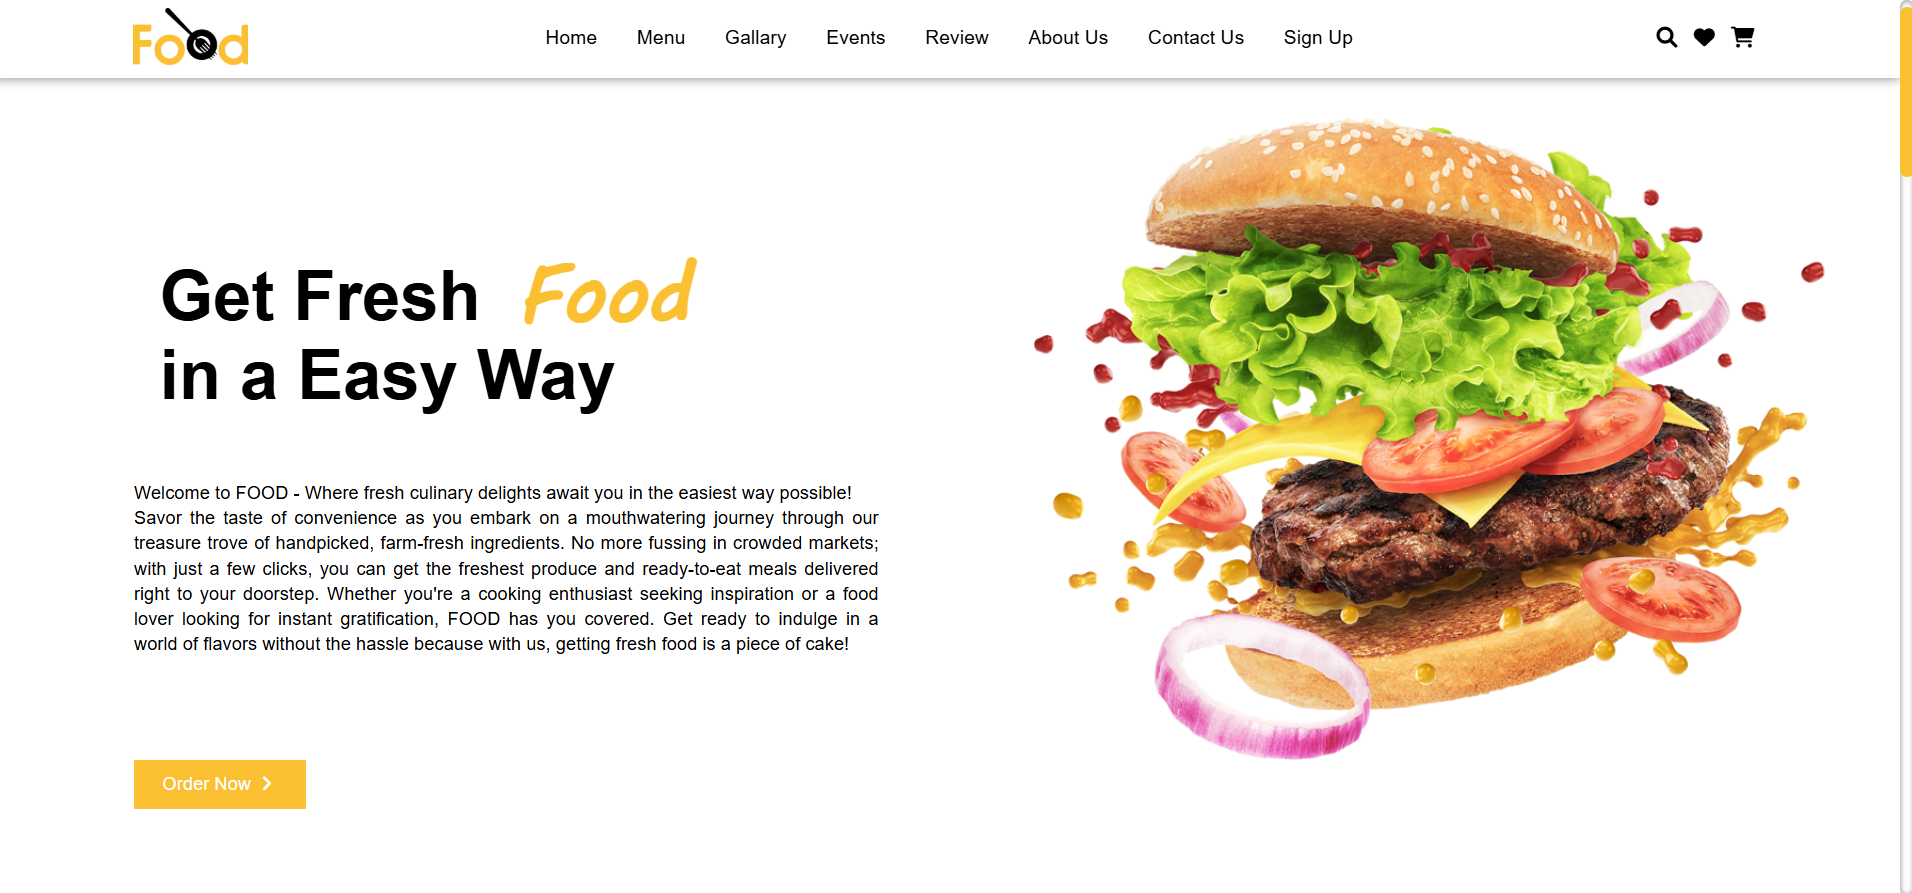 Food
Home Menu Gallary Events Review About Us Contact Us Sign Up
Get Fresh Food
in a Easy Way
Welcome to FOOD - Where fresh culinary delights await you in the easiest way possible!
Savor the taste of convenience as you embark on a mouthwatering journey through our
treasure trove of handpicked, farm-fresh ingredients. No more fussing in crowded markets;
with just a few clicks, you can get the freshest produce and ready-to-eat meals delivered
right to your doorstep. Whether you're a cooking enthusiast seeking inspiration or a food
lover looking for instant gratification, FOOD has you covered. Get ready to indulge in a
world of flavors without the hassle because with us, getting fresh food is a piece of cake!
Order Now